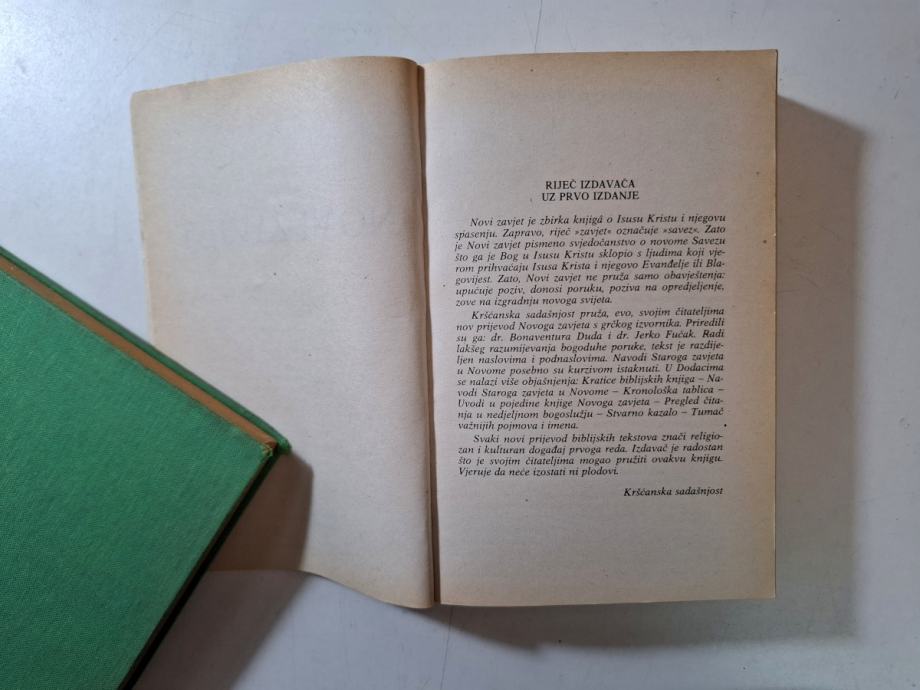 RIJEČ IZDAVAČA
UZ PRVO IZDANJE
Novi zavjet je zbirka knjigâ o Isusu Kristu i njegovu
spasenju. Zapravo, riječ »zavjet« označuje »savez«. Zato
je Novi zavjet pismeno svjedočanstvo o novome Savezu
što ga je Bog u Isusu Kristu sklopio s ljudima koji vje-
rom prihvaćaju Isusa Krista i njegovo Evanđelje ili Bla-
govijest. Zato, Novi zavjet ne pruža samo obavještenja:
upućuje poziv, donosi poruku, poziva na opredjeljenje,
zove na izgradnju novoga svijeta.
Kršćanska sadašnjost pruža, evo, svojim čitateljima
nov prijevod Novoga zavjeta s grčkog izvornika. Priredili
su ga: dr. Bonaventura Duda i dr. Jerko Fućak. Radi
lakšeg razumijevanja bogoduhe poruke, tekst je razdije-
ljen naslovima i podnaslovima. Navodi Staroga zavjeta
u Novome posebno su kurzivom istaknuti. U Dodacima
se nalazi više objašnjenja: Kratice biblijskih knjiga – Na-
vodi Staroga zavjeta u Novome – Kronološka tablica –
Uvodi u pojedine knjige Novoga zavjeta – Pregled čita-
nja u nedjeljnom bogoslužju – Stvarno kazalo – Tumač
važnijih pojmova i imena.
Svaki novi prijevod biblijskih tekstova znači religio-
zan i kulturan događaj prvoga reda. Izdavač je radostan
što je svojim čitateljima mogao pružiti ovakvu knjigu.
Vjeruje da neće izostati ni plodovi.
Kršćanska sadašnjost